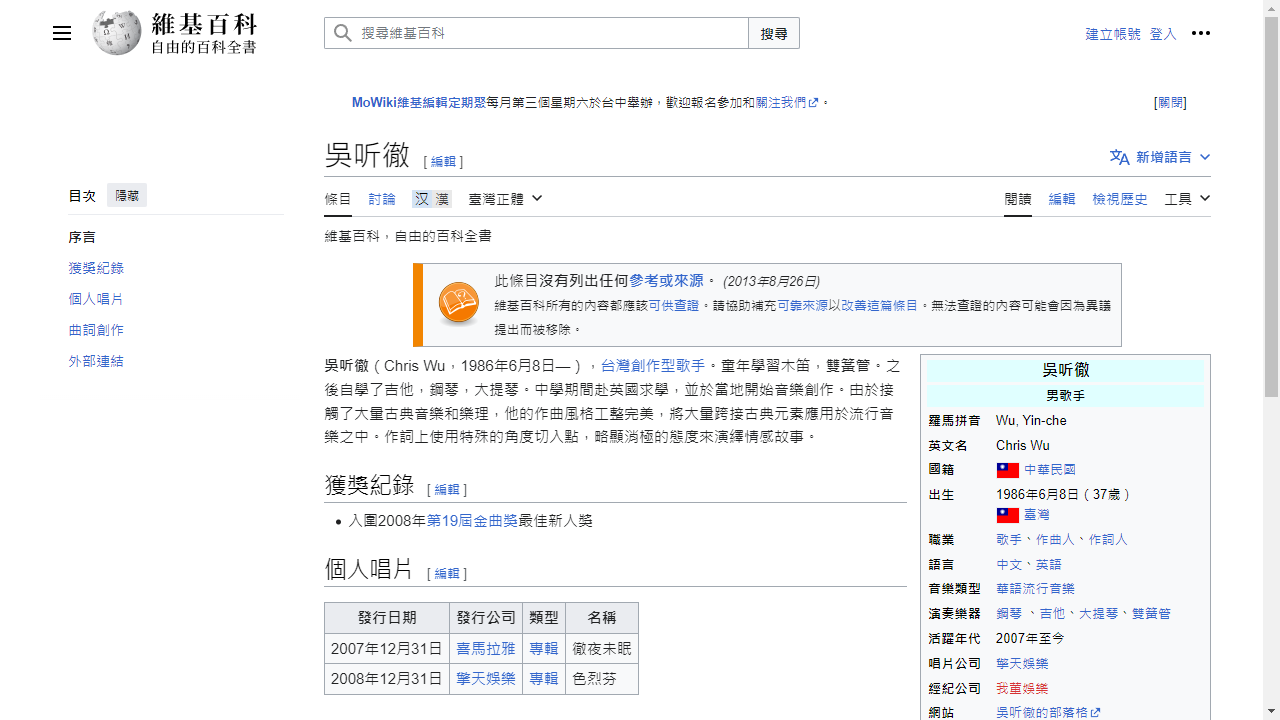 維基百科
自由的百科全書
搜尋維基百科
搜尋
建立帳號 登入
MoWiki維基編輯定期聚每月第三個星期六於台中舉辦，歡迎報名參加和關注我們。
[關閉]
目次 隱藏
序言
獲獎紀錄
個人唱片
曲詞創作
外部連結
吳听徹 [編輯]
新增語言
條目 討論 汉 漢 臺灣正體
閱讀 編輯 檢視歷史 工具
維基百科，自由的百科全書
此條目沒有列出任何參考或來源。 (2013年8月26日)
維基百科所有的內容都應該可供查證。請協助補充可靠來源以改善這篇條目。無法查證的內容可能會因為異議
提出而被移除。
吳听徹（Chris Wu，1986年6月8日—），台灣創作型歌手。童年學習木笛，雙簧管。之
後自學了吉他，鋼琴，大提琴。中學期間赴英國求學，並於當地開始音樂創作。由於接
觸了大量古典音樂和樂理，他的作曲風格工整完美，將大量跨接古典元素應用於流行音
樂之中。作詞上使用特殊的角度切入點，略顯消極的態度來演繹情感故事。
獲獎紀錄 [編輯]
入圍2008年第19屆金曲獎最佳新人獎
個人唱片 [編輯]
發行日期 發行公司 類型 名稱
2007年12月31日 喜馬拉雅 專輯 徹夜未眠
2008年12月31日 擎天娛樂 專輯 色烈芬
吳听徹
男歌手
羅馬拼音 Wu, Yin-che
英文名 Chris Wu
國籍 中華民國
出生 1986年6月8日（37歲）
臺灣
職業 歌手、作曲人、作詞人
語言 中文、英語
音樂類型 華語流行音樂
演奏樂器 鋼琴、吉他、大提琴、雙簧管
活躍年代 2007年至今
唱片公司 擎天娛樂
經紀公司 我蕫娛樂
網站 吳听徹的部落格